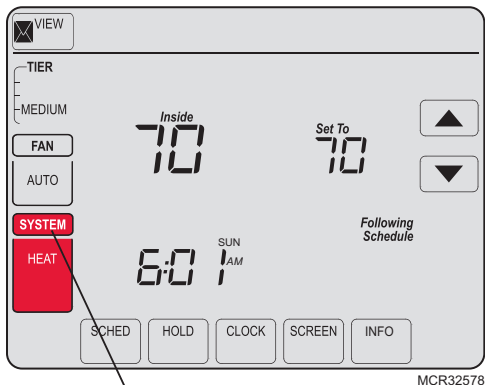 VIEW
TIER
MEDIUM
FAN
AUTO
SYSTEM
HEAT
Inside
70
Set To
70
Following
Schedule
SUN
6:01 AM
SCHED HOLD CLOCK SCREEN INFO
MCR32578